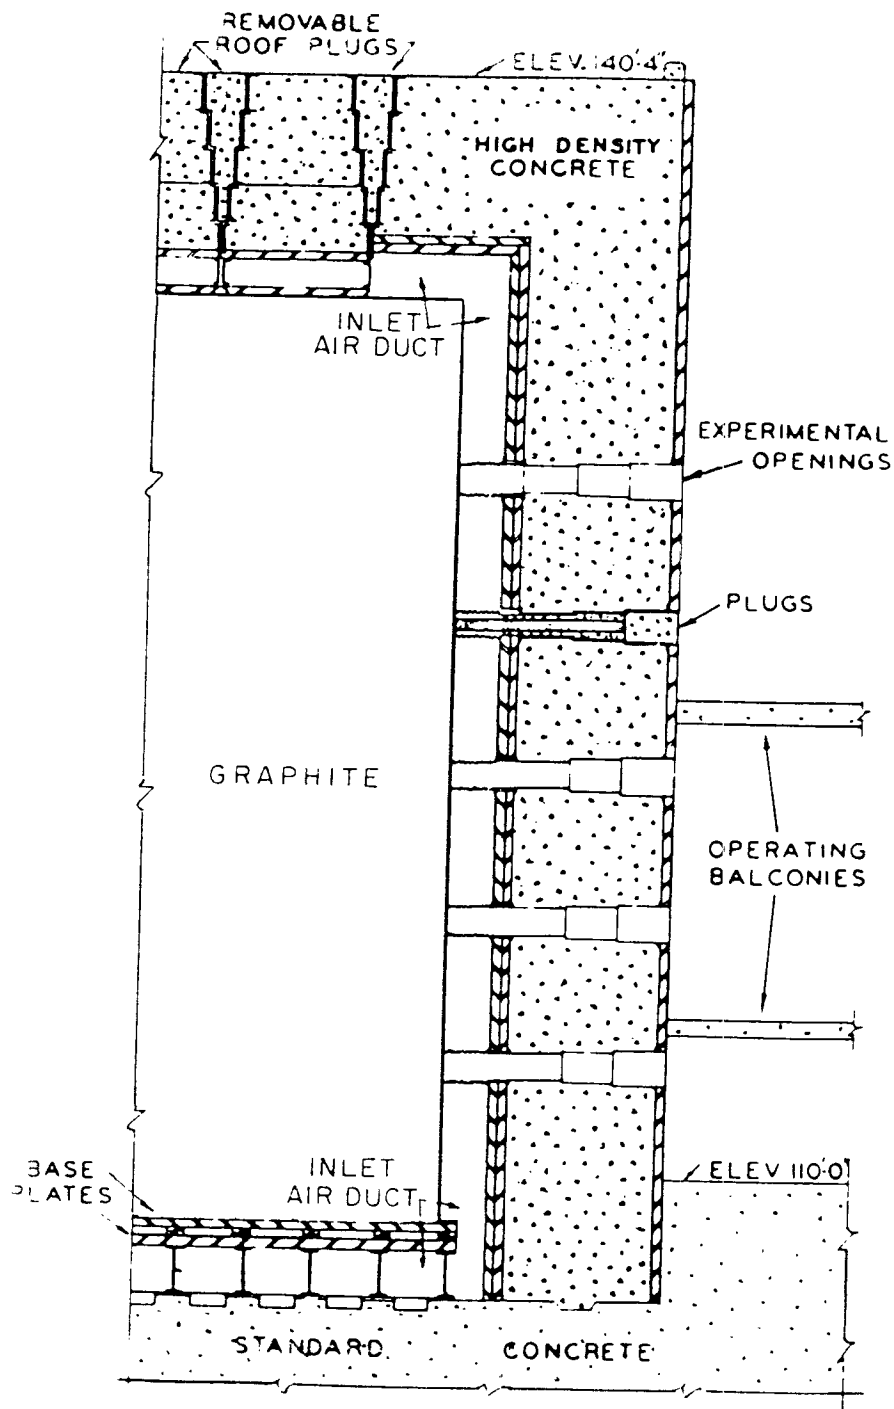 REMOVABLE
ROOF PLUGS
ELEV. 140'-4"
HIGH DENSITY
CONCRETE
INLET
AIR DUCT
EXPERIMENTAL
OPENINGS
PLUGS
GRAPHITE
OPERATING
BALCONIES
BASE
PLATES
INLET
AIR DUCT
ELEV 110'-0"
STANDARD CONCRETE